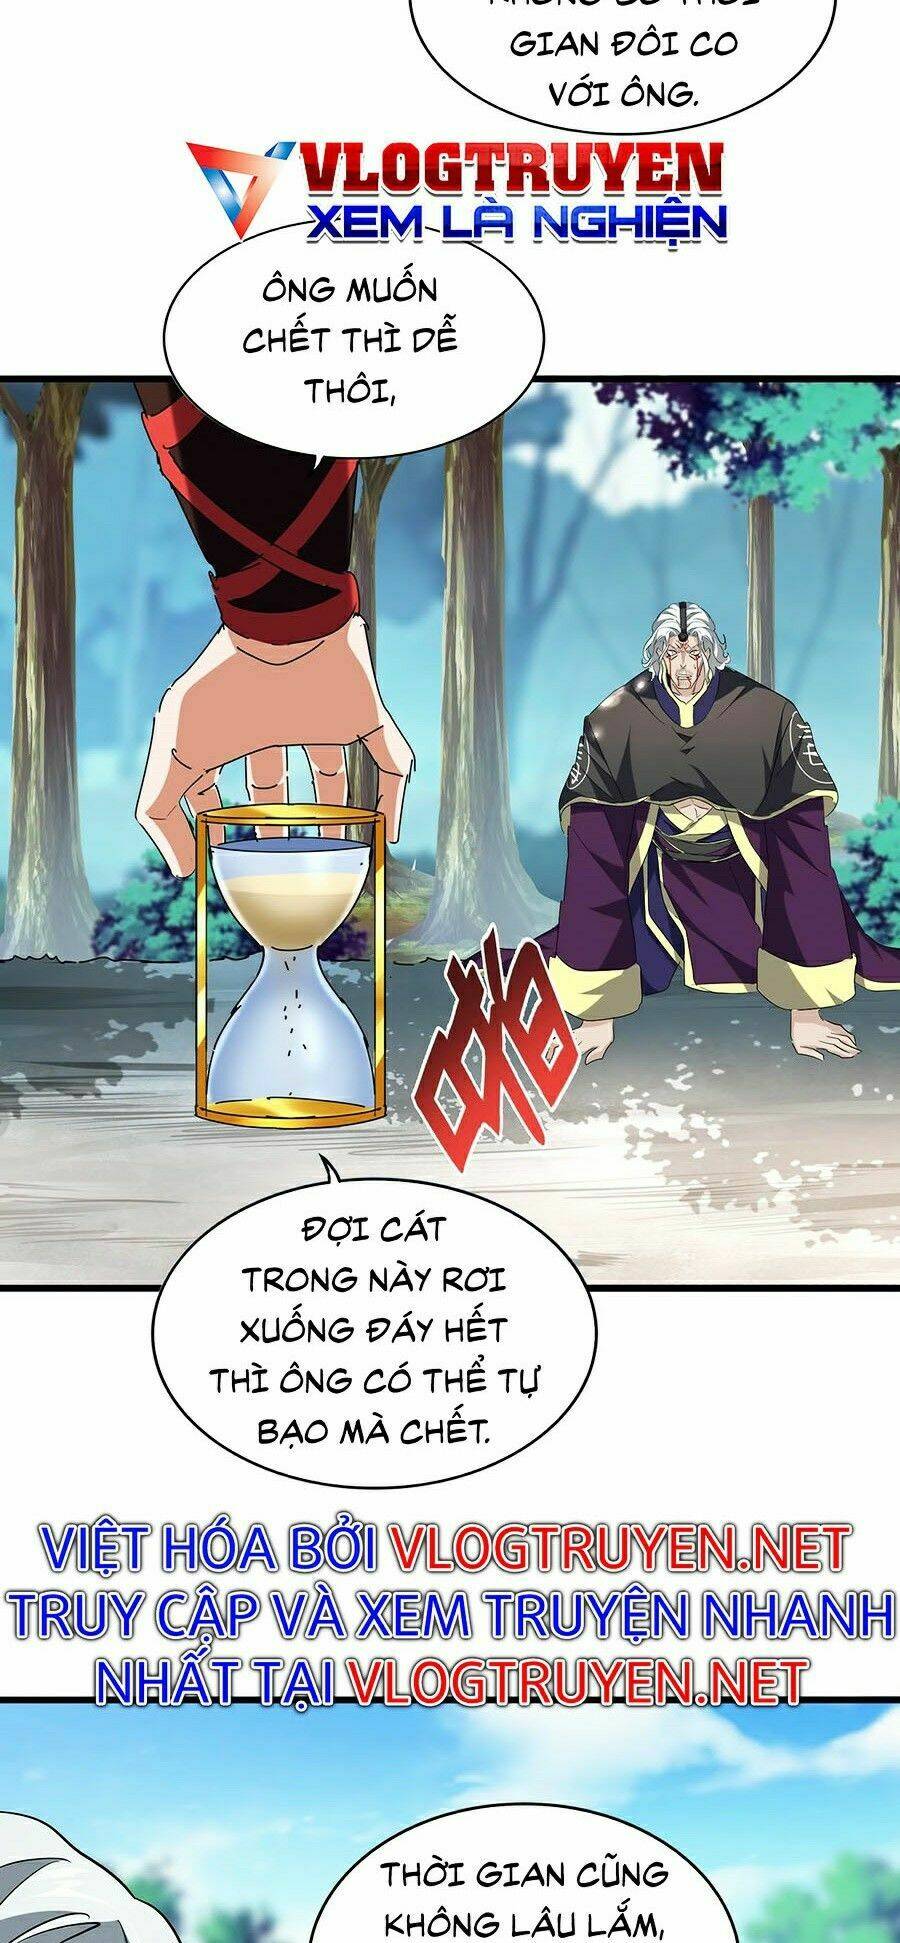 GIAN ĐÔI CO
VỚI ÔNG.
VLOGTRUYEN
XEM LÀ NGHIỆN
ÔNG MUỐN
CHẾT THÌ DỄ
THÔI,
ĐỢI CÁT
TRONG NÀY RƠI
XUỐNG ĐÁY HẾT
THÌ ÔNG CÓ THỂ TỰ
BẠO MÀ CHẾT.
VIỆT HÓA BỞI VLOGTRUYEN.NET
TRUY CẬP VÀ XEM TRUYỆN NHANH
NHẤT TẠI VLOGTRUYEN.NET
THỜI GIAN CŨNG
KHÔNG LÂU LẮM,